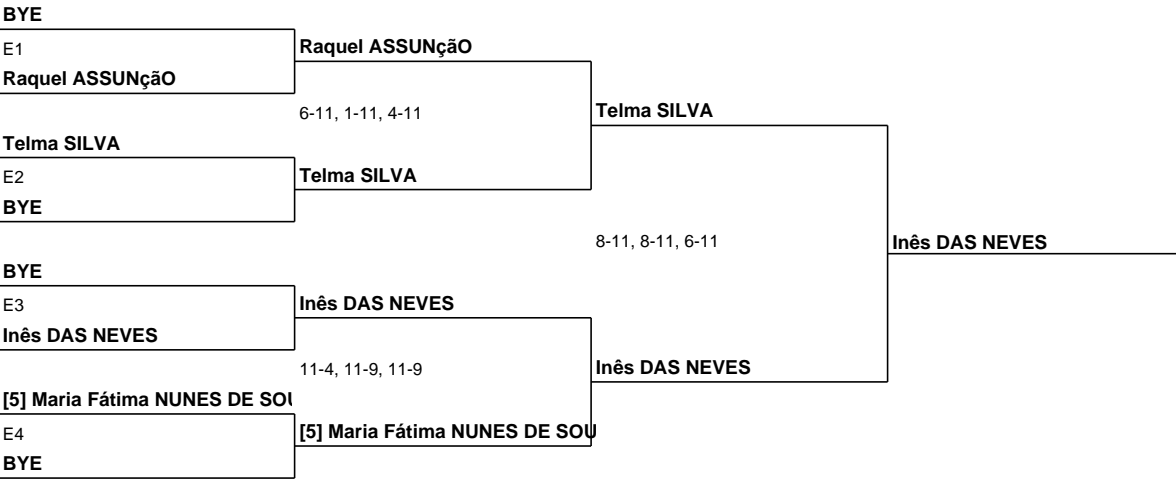 BYE
E1
Raquel ASSUNçãO
Raquel ASSUNçãO
6-11, 1-11, 4-11
Telma SILVA
Telma SILVA
E2
Telma SILVA
BYE
8-11, 8-11, 6-11
Inês DAS NEVES
BYE
E3
Inês DAS NEVES
Inês DAS NEVES
11-4, 11-9, 11-9
Inês DAS NEVES
[5] Maria Fátima NUNES DE SOU
E4
[5] Maria Fátima NUNES DE SOU
BYE